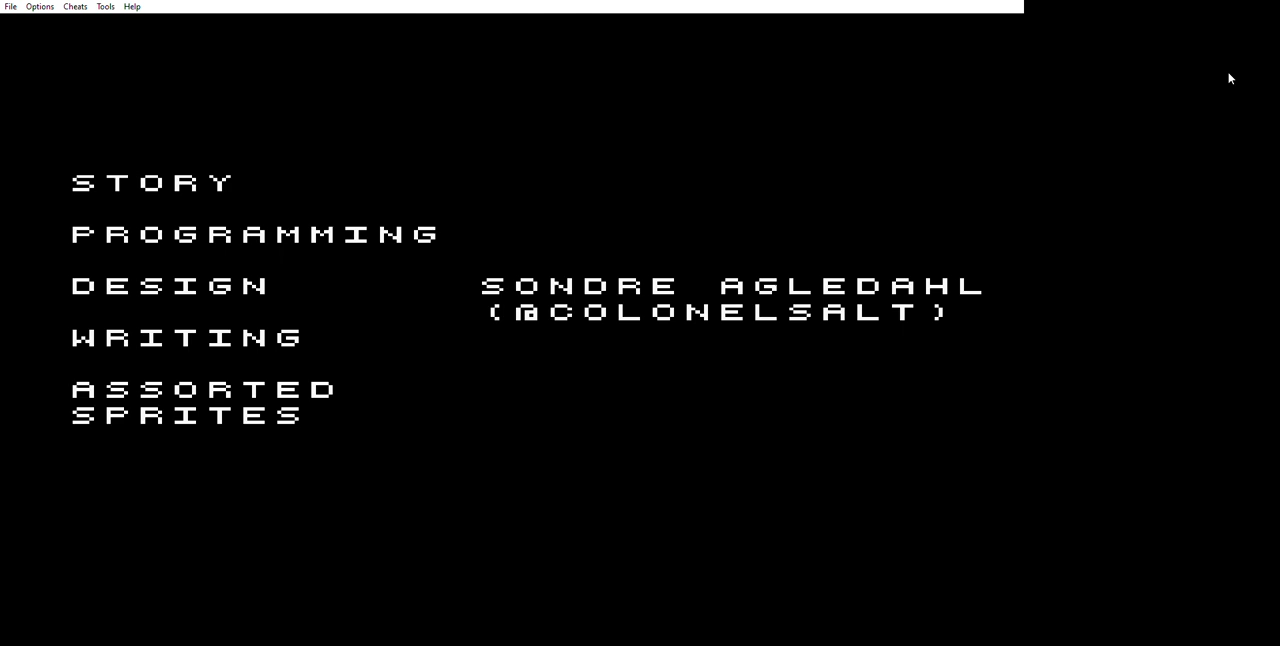 File Options Cheats Tools Help
STORY
PROGRAMMING
DESIGN
WRITING
ASSORTED
SPRITES
SONDRE AGLEDAHL
(@COLONELSALT)